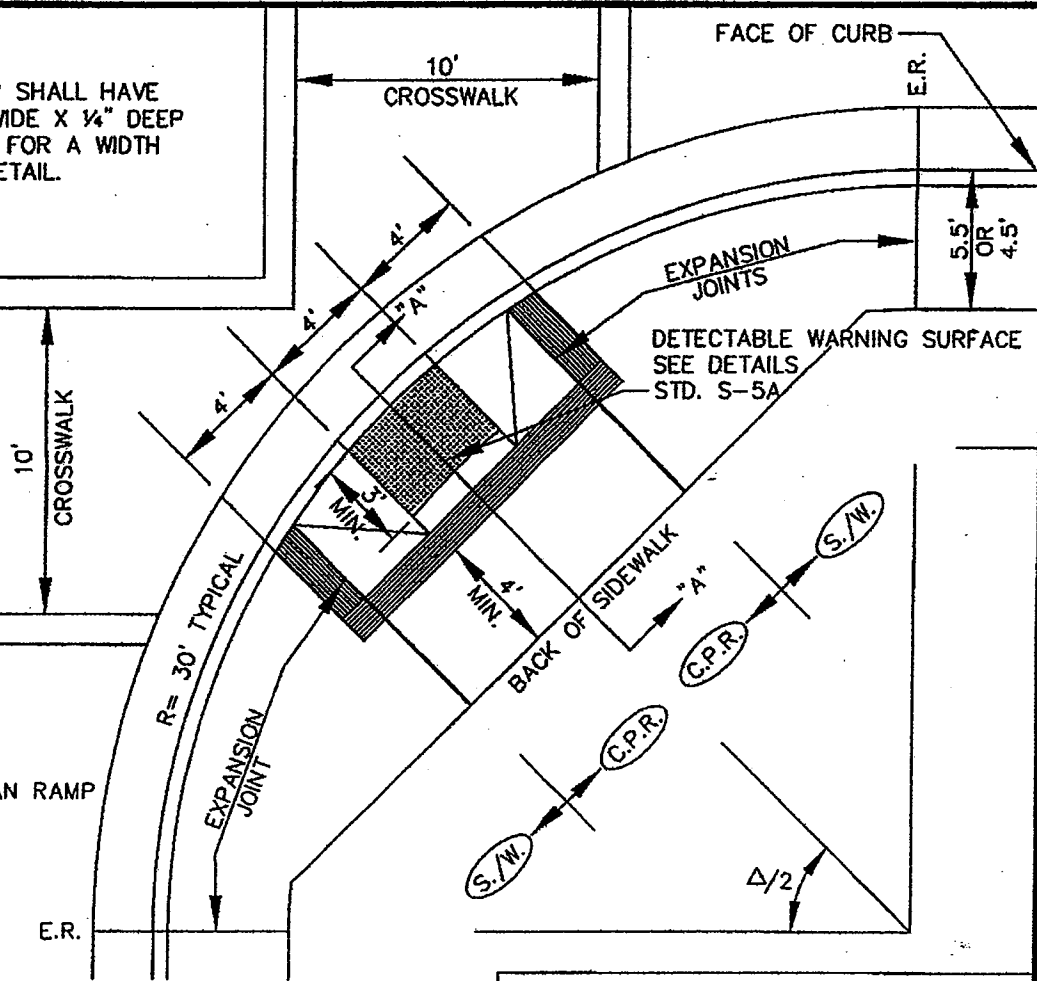 " SHALL HAVE
WIDE X ¼" DEEP
FOR A WIDTH
ETAIL.
FACE OF CURB
E.R.
10'
CROSSWALK
4'
4'
4'
"A"
5.5'
OR
4.5'
EXPANSION
JOINTS
DETECTABLE WARNING SURFACE
SEE DETAILS
STD. S-5A
10'
CROSSWALK
3'
MIN.
4'
MIN.
BACK OF SIDEWALK
"A"
R= 30' TYPICAL
S./W.
C.P.R.
C.P.R.
S./W.
EXPANSION
JOINT
AN RAMP
E.R.
Δ/2